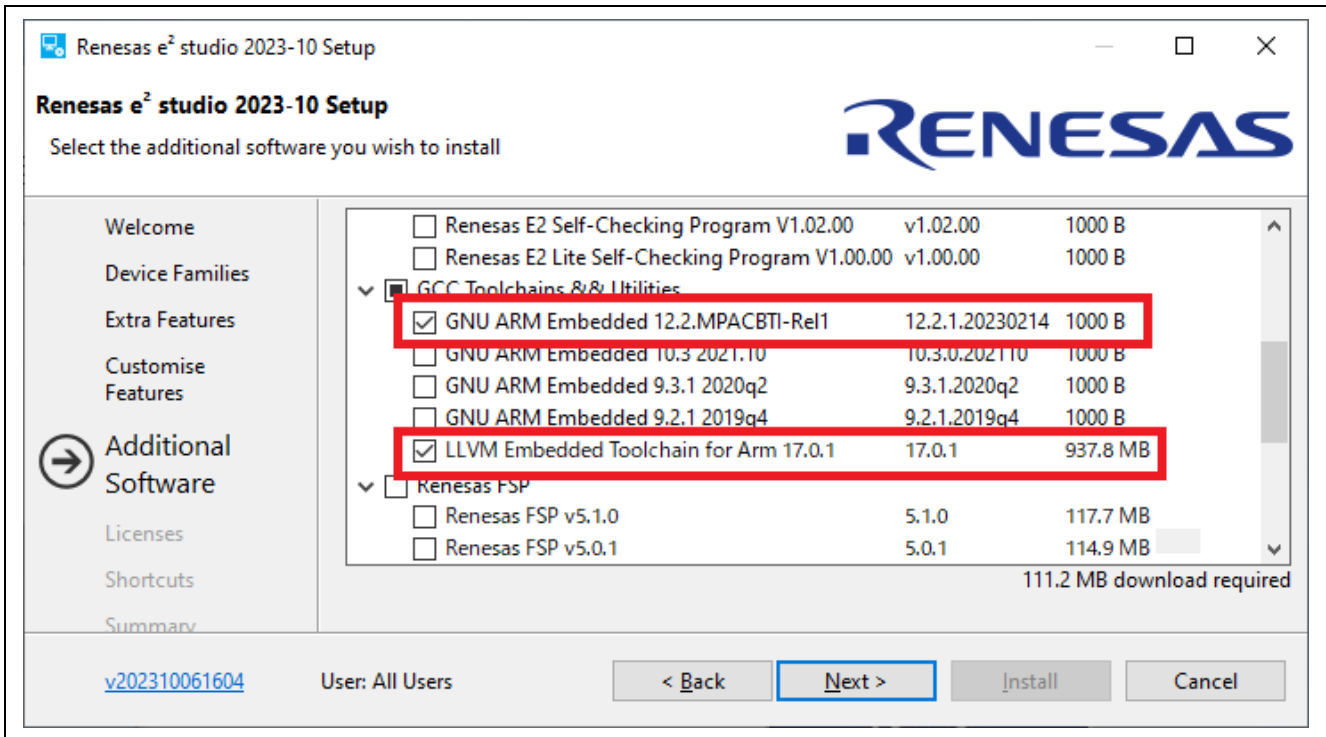 Renesas e² studio 2023-10 Setup
Renesas e² studio 2023-10 Setup
Select the additional software you wish to install
RENESAS
Welcome
Device Families
Extra Features
Customise
Features
Additional
Software
Licenses
Shortcuts
Summary
Renesas E2 Self-Checking Program V1.02.00 v1.02.00 1000 B
Renesas E2 Lite Self-Checking Program V1.00.00 v1.00.00 1000 B
GCC Toolchains && Utilities
GNU ARM Embedded 12.2.MPACBTI-Rel1 12.2.1.20230214 1000 B
GNU ARM Embedded 10.3 2021.10 10.3.0.202110 1000 B
GNU ARM Embedded 9.3.1 2020q2 9.3.1.2020q2 1000 B
GNU ARM Embedded 9.2.1 2019q4 9.2.1.2019q4 1000 B
LLVM Embedded Toolchain for Arm 17.0.1 17.0.1 937.8 MB
Renesas FSP
Renesas FSP v5.1.0 5.1.0 117.7 MB
Renesas FSP v5.0.1 5.0.1 114.9 MB
111.2 MB download required
v202310061604 User: All Users < Back Next > Install Cancel